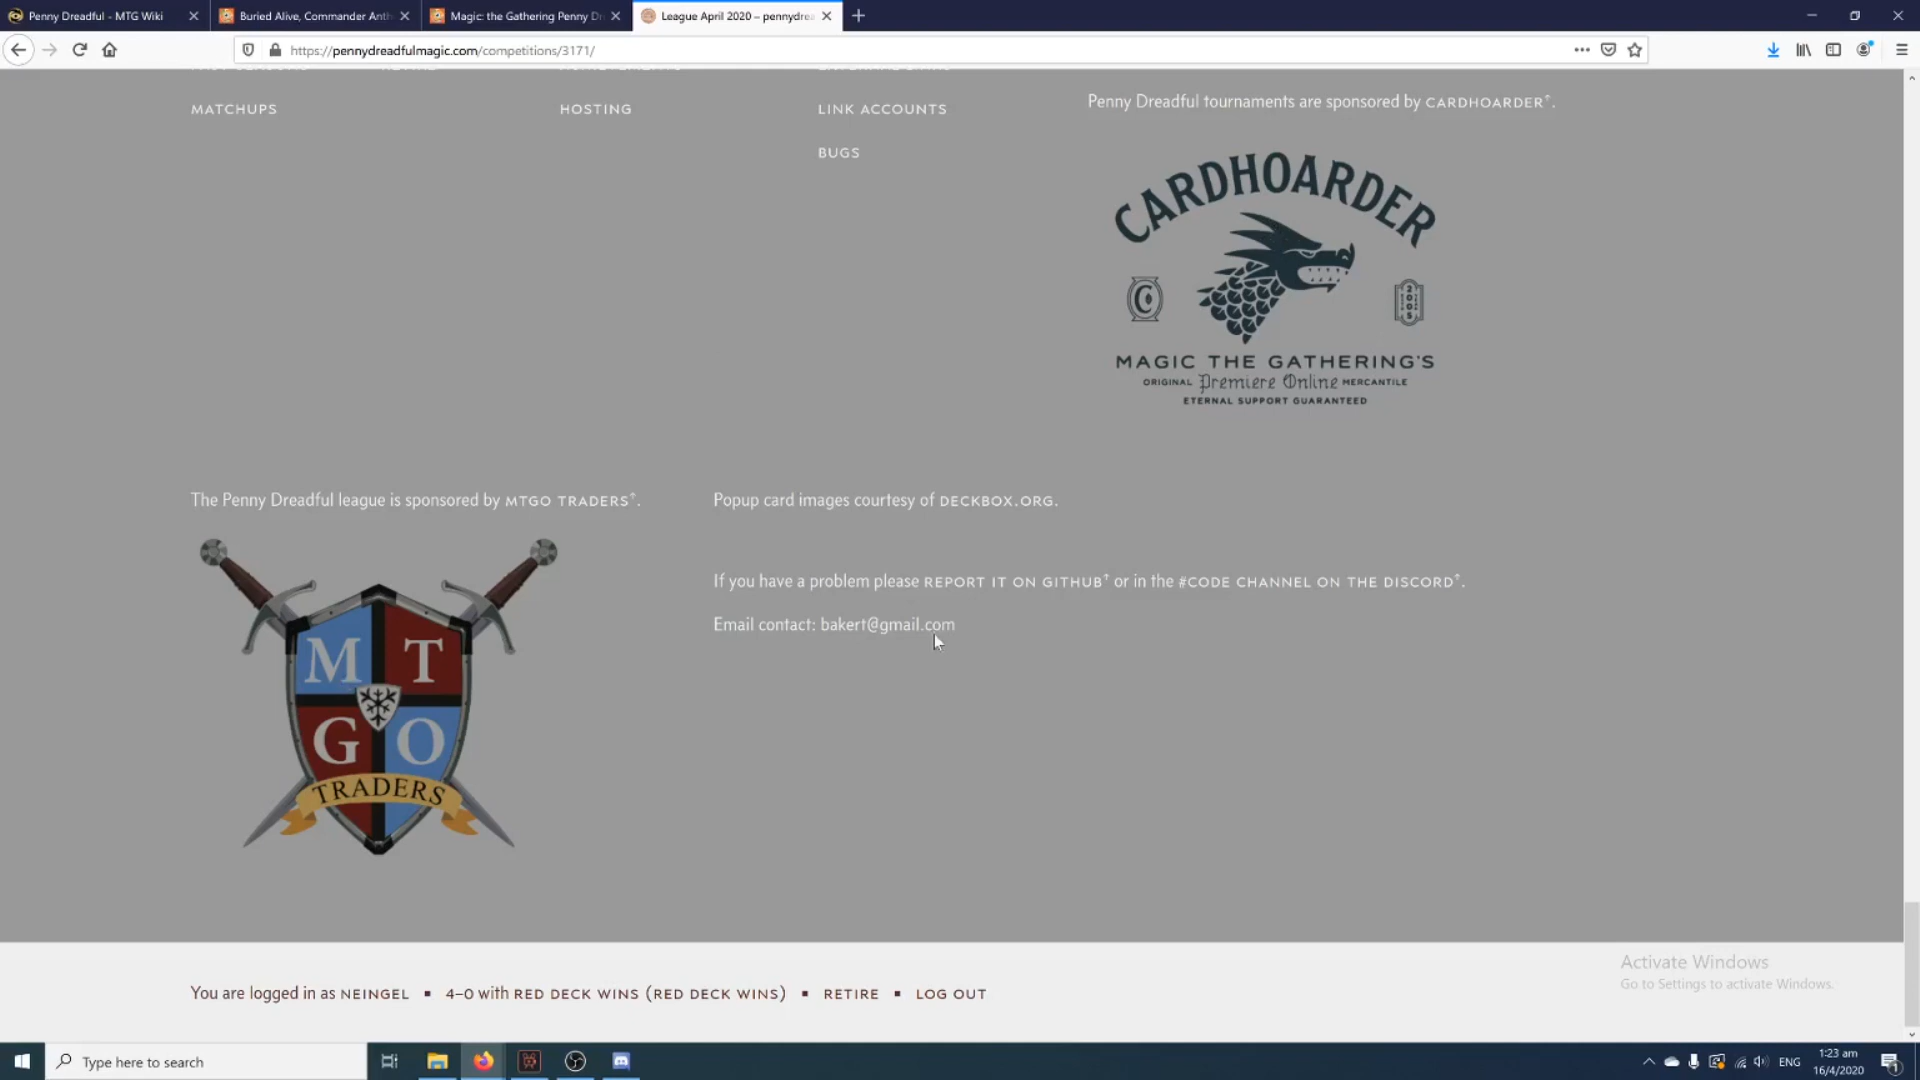 Penny Dreadful - MTG Wiki
Buried Alive, Commander Anth
Magic: the Gathering Penny Dr
League April 2020 – pennydrea
https://pennydreadfulmagic.com/competitions/3171/
MATCHUPS
HOSTING
LINK ACCOUNTS
BUGS
Penny Dreadful tournaments are sponsored by CARDHOARDER↑.
CARDHOARDER
C
2005
MAGIC THE GATHERING'S
ORIGINAL Premiere Online MERCANTILE
ETERNAL SUPPORT GUARANTEED
The Penny Dreadful league is sponsored by MTGO TRADERS↑.
M T
G O
TRADERS
Popup card images courtesy of DECKBOX.ORG.
If you have a problem please REPORT IT ON GITHUB↑ or in the #CODE CHANNEL ON THE DISCORD↑.
Email contact: bakert@gmail.com
Activate Windows
Go to Settings to activate Windows.
You are logged in as NEINGEL ▪ 4–0 with RED DECK WINS (RED DECK WINS) ▪ RETIRE ▪ LOG OUT
Type here to search
ENG
1:23 am
16/4/2020
1